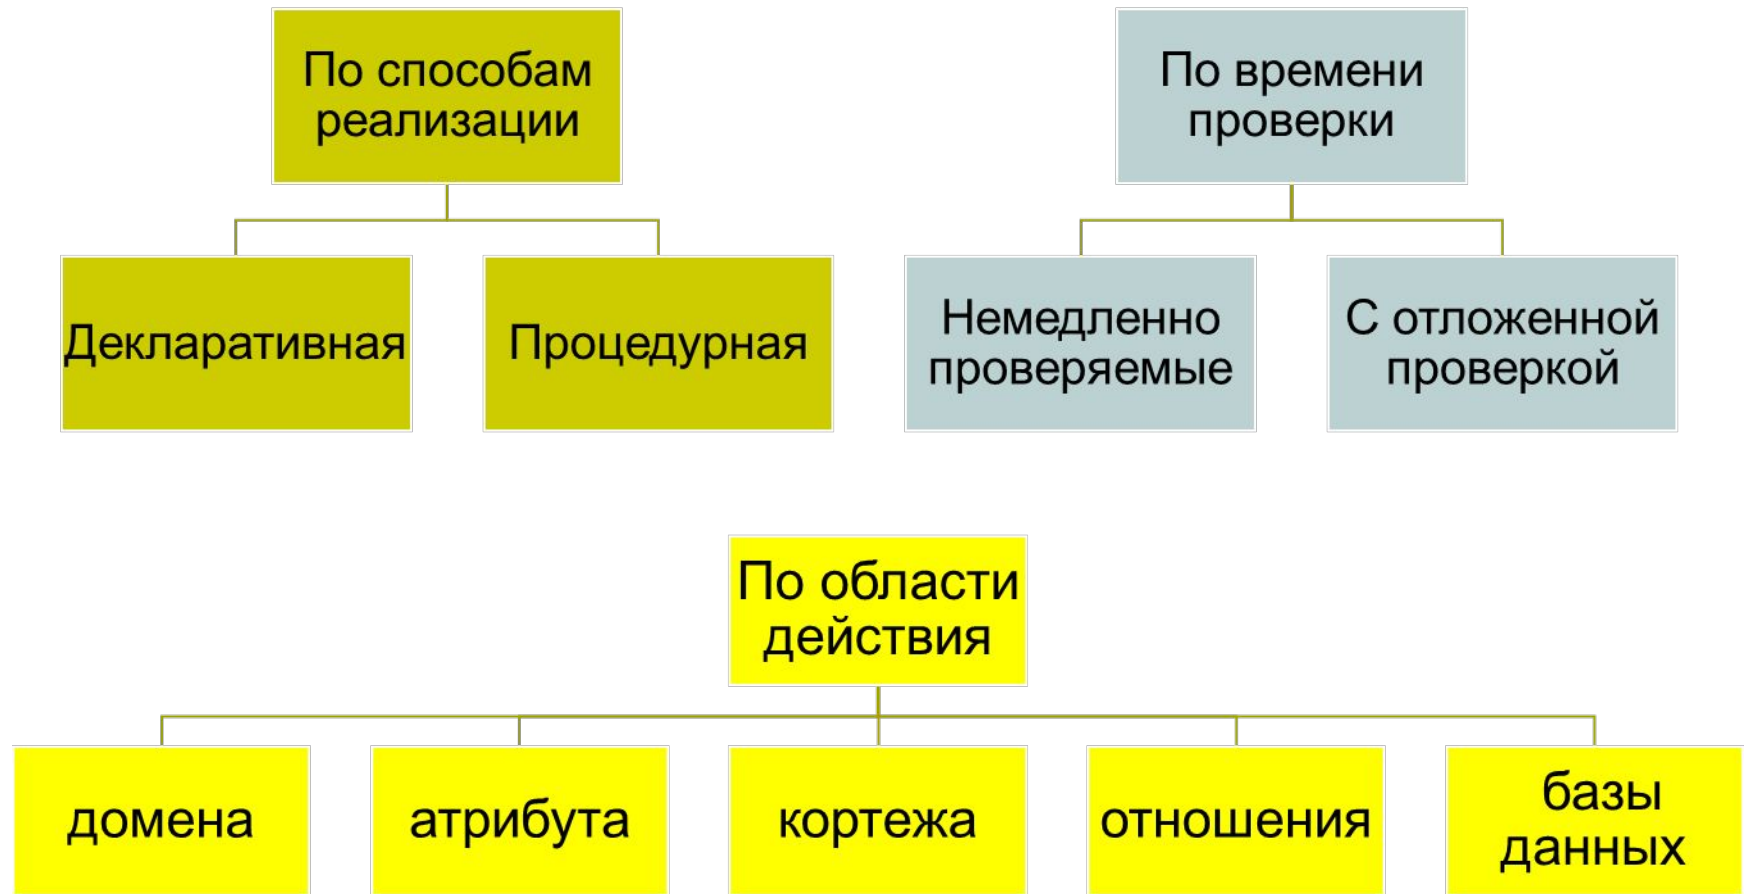 По способам
реализации
По времени
проверки
Декларативная
Процедурная
Немедленно
проверяемые
С отложенной
проверкой
По области
действия
домена
атрибута
кортежа
отношения
базы
данных